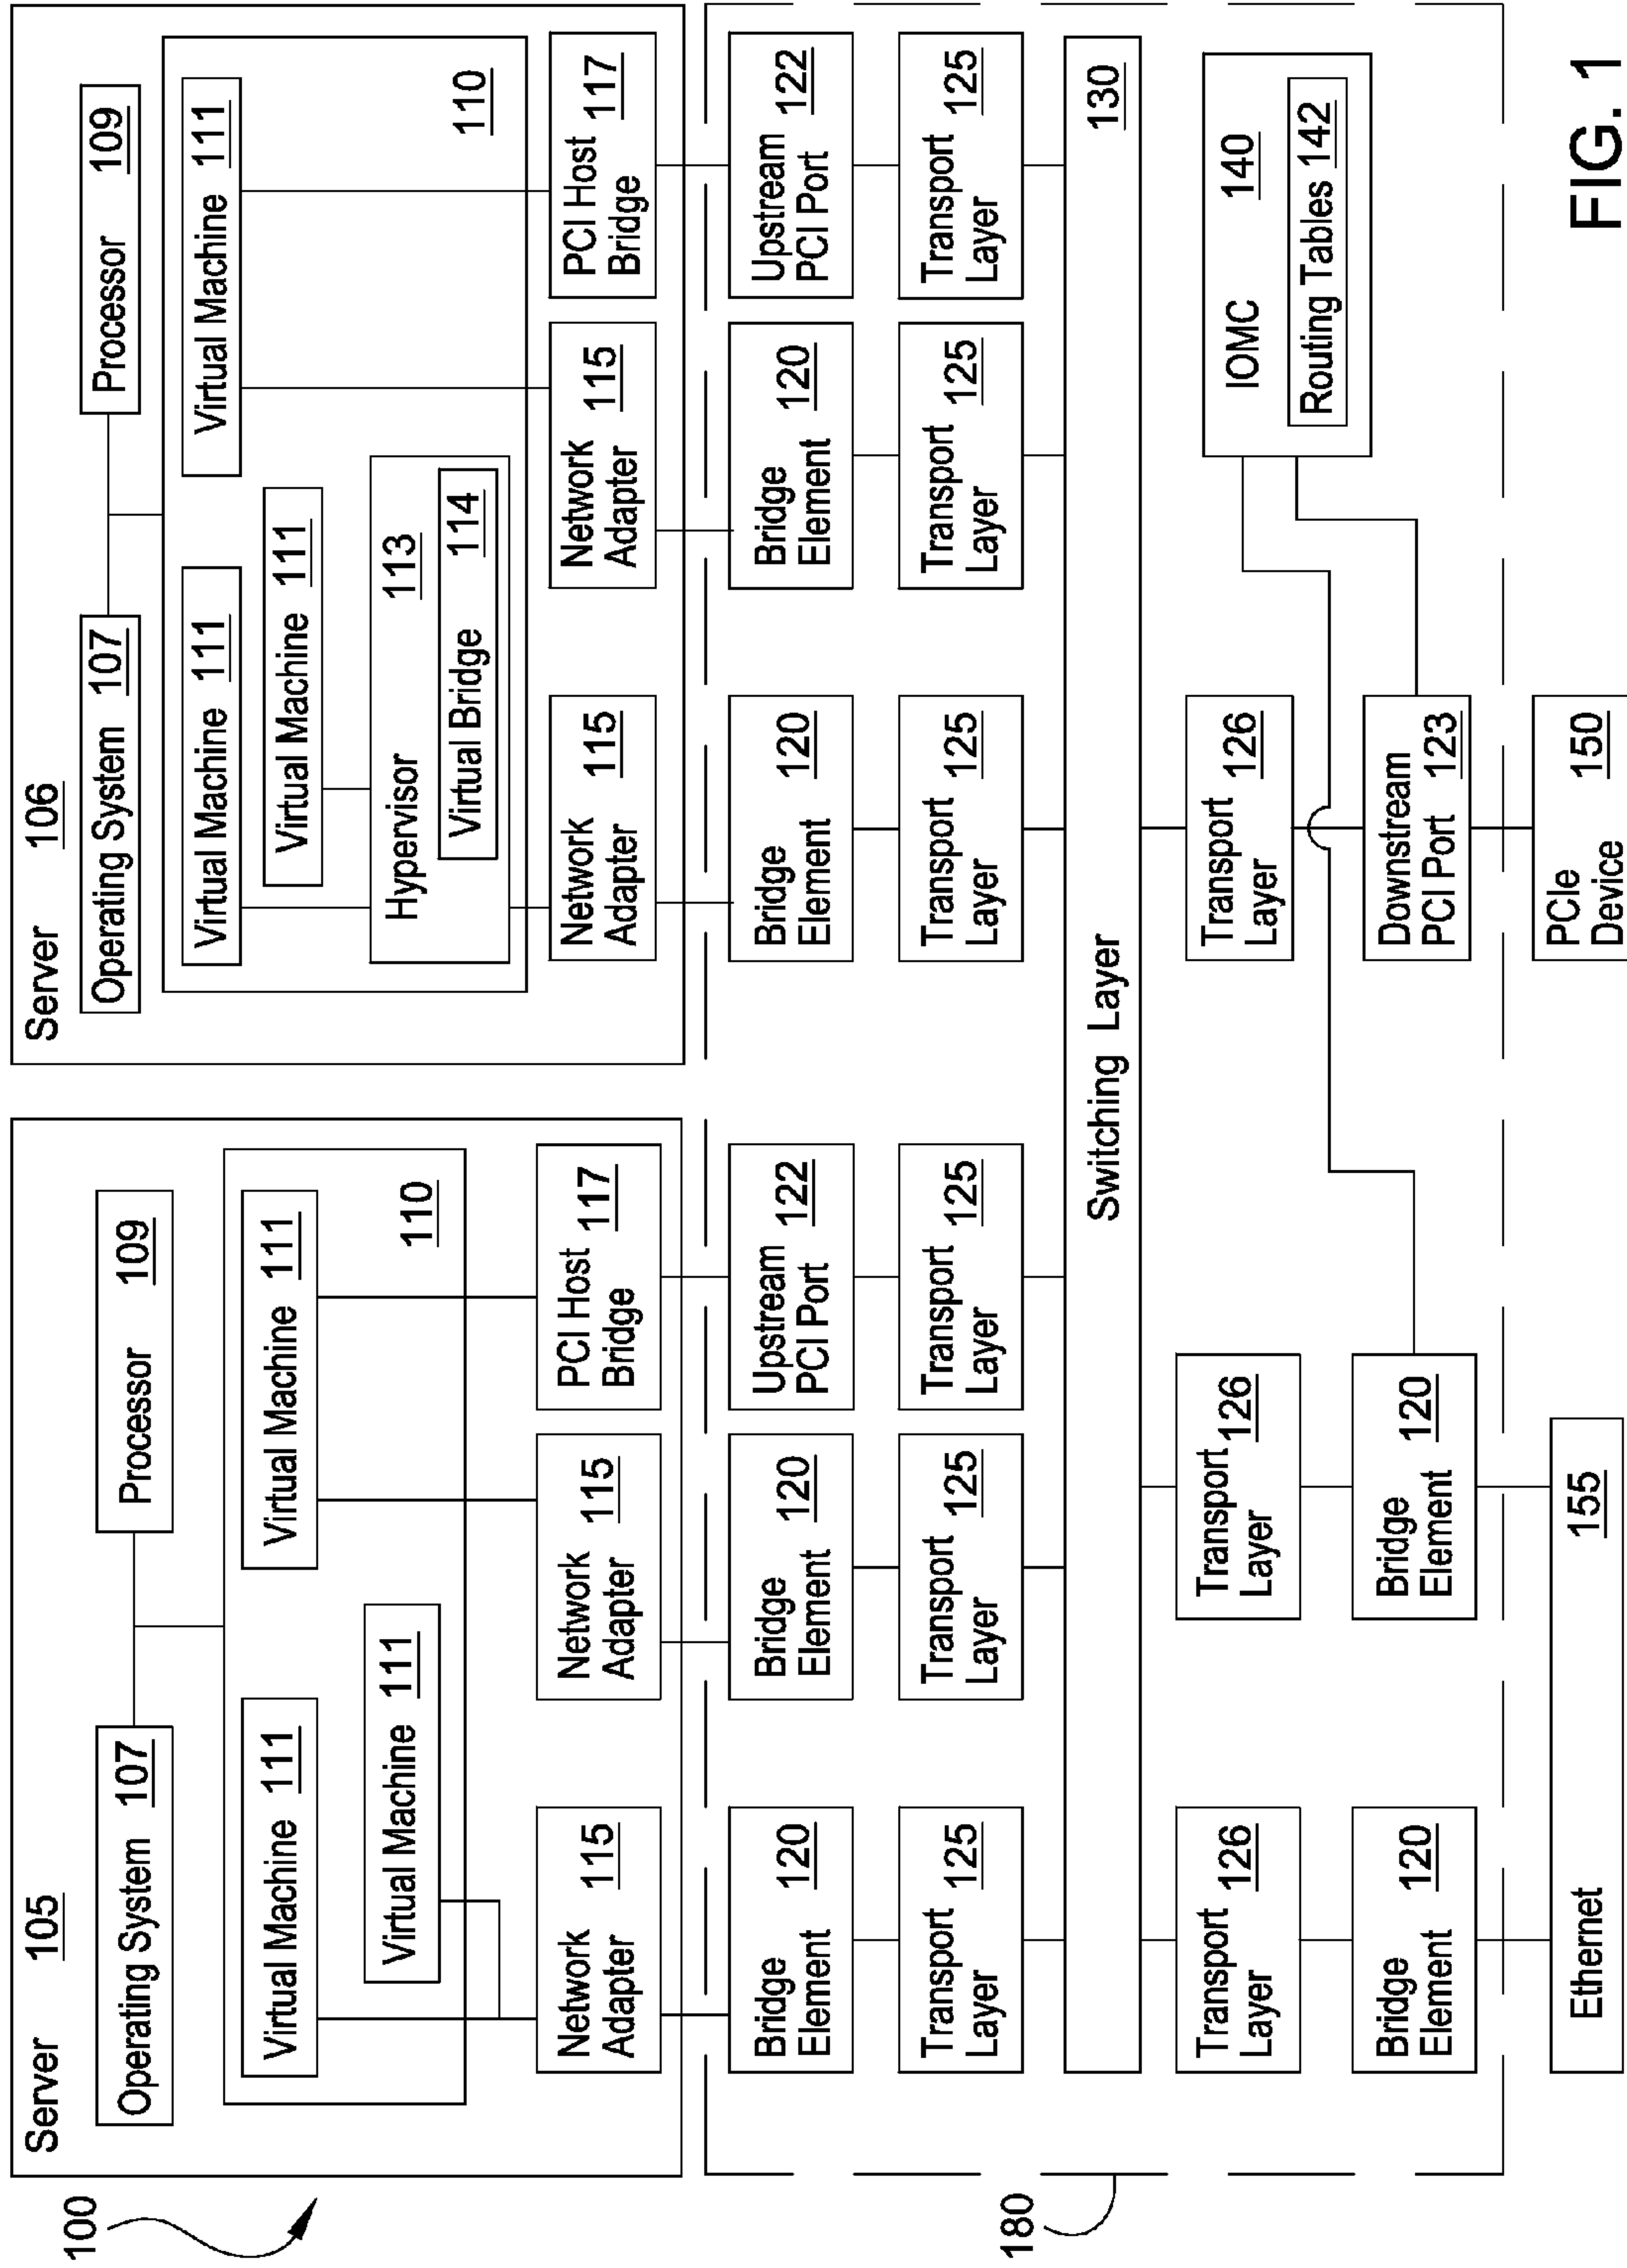 100
Server 105
Operating System 107
Processor 109
Virtual Machine 111
Virtual Machine 111
Virtual Machine 111
110
Network
Adapter 115
Network
Adapter 115
PCI Host
Bridge 117
Server 106
Operating System 107
Processor 109
Virtual Machine 111
Virtual Machine 111
Virtual Machine 111
Hypervisor 113
Virtual Bridge 114
110
Network
Adapter 115
Network
Adapter 115
PCI Host
Bridge 117
180
Bridge
Element 120
Bridge
Element 120
Upstream
PCI Port 122
Bridge
Element 120
Bridge
Element 120
Upstream
PCI Port 122
Transport
Layer 125
Transport
Layer 125
Transport
Layer 125
Transport
Layer 125
Transport
Layer 125
Transport
Layer 125
Switching Layer 130
Transport
Layer 126
Transport
Layer 126
Transport
Layer 126
IOMC 140
Routing Tables 142
Bridge
Element 120
Bridge
Element 120
Downstream
PCI Port 123
Ethernet 155
PCIe
Device 150
FIG. 1